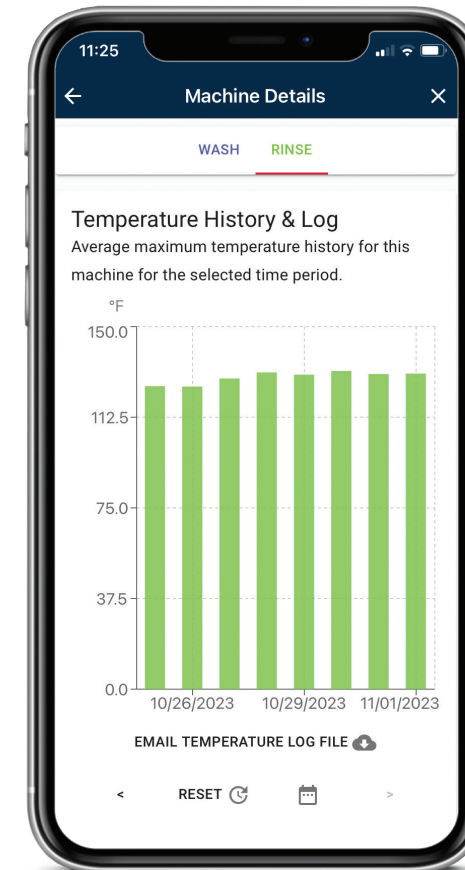 11:25
Machine Details
WASH RINSE
Temperature History & Log
Average maximum temperature history for this
machine for the selected time period.
°F
150.0
112.5
75.0
37.5
0.0
10/26/2023 10/29/2023 11/01/2023
EMAIL TEMPERATURE LOG FILE
< RESET >